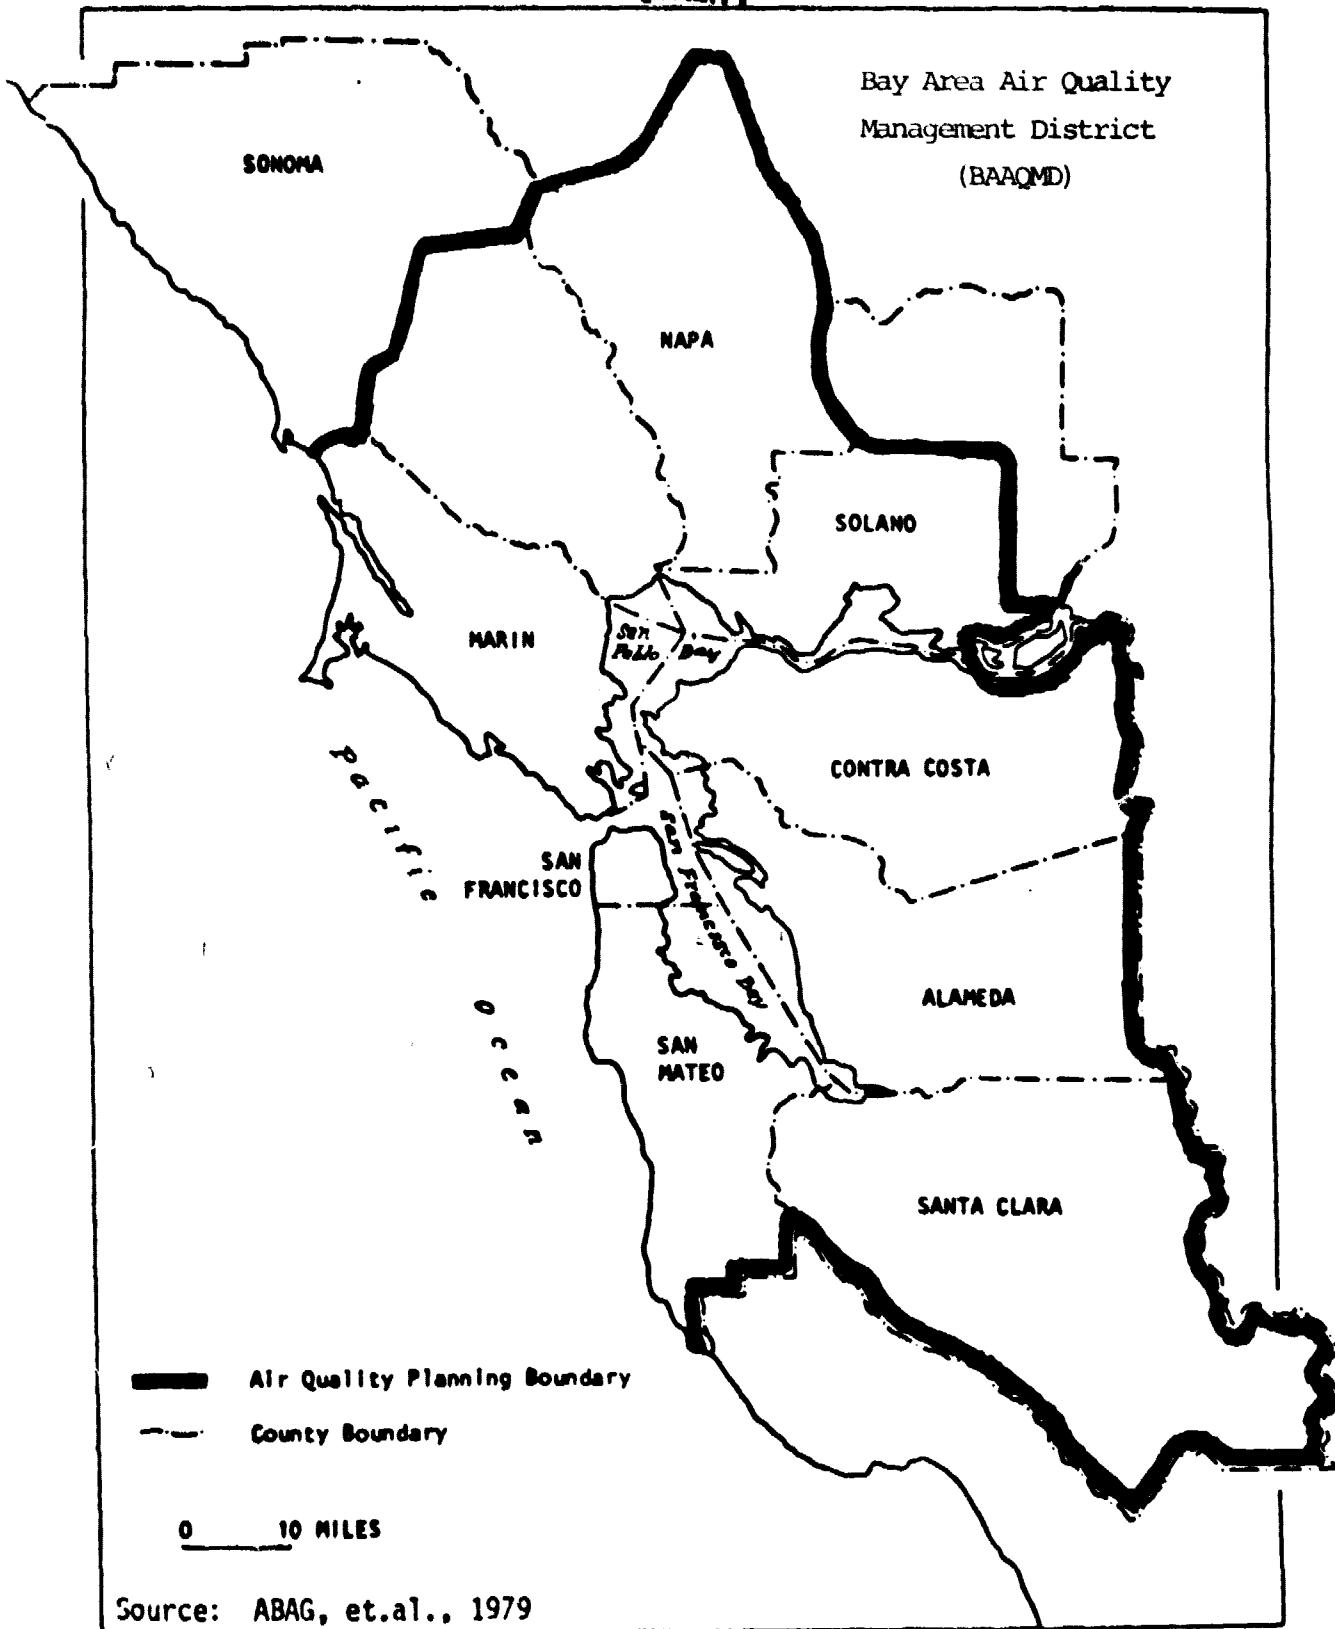 Bay Area Air Quality
Management District
(BAAQMD)
SONOMA
NAPA
SOLANO
MARIN
San
Pablo Bay
CONTRA COSTA
Pacific
SAN
FRANCISCO
San Francisco Bay
ALAMEDA
Ocean
SAN
MATEO
SANTA CLARA
Air Quality Planning Boundary
County Boundary
0 10 MILES
Source: ABAG, et.al., 1979